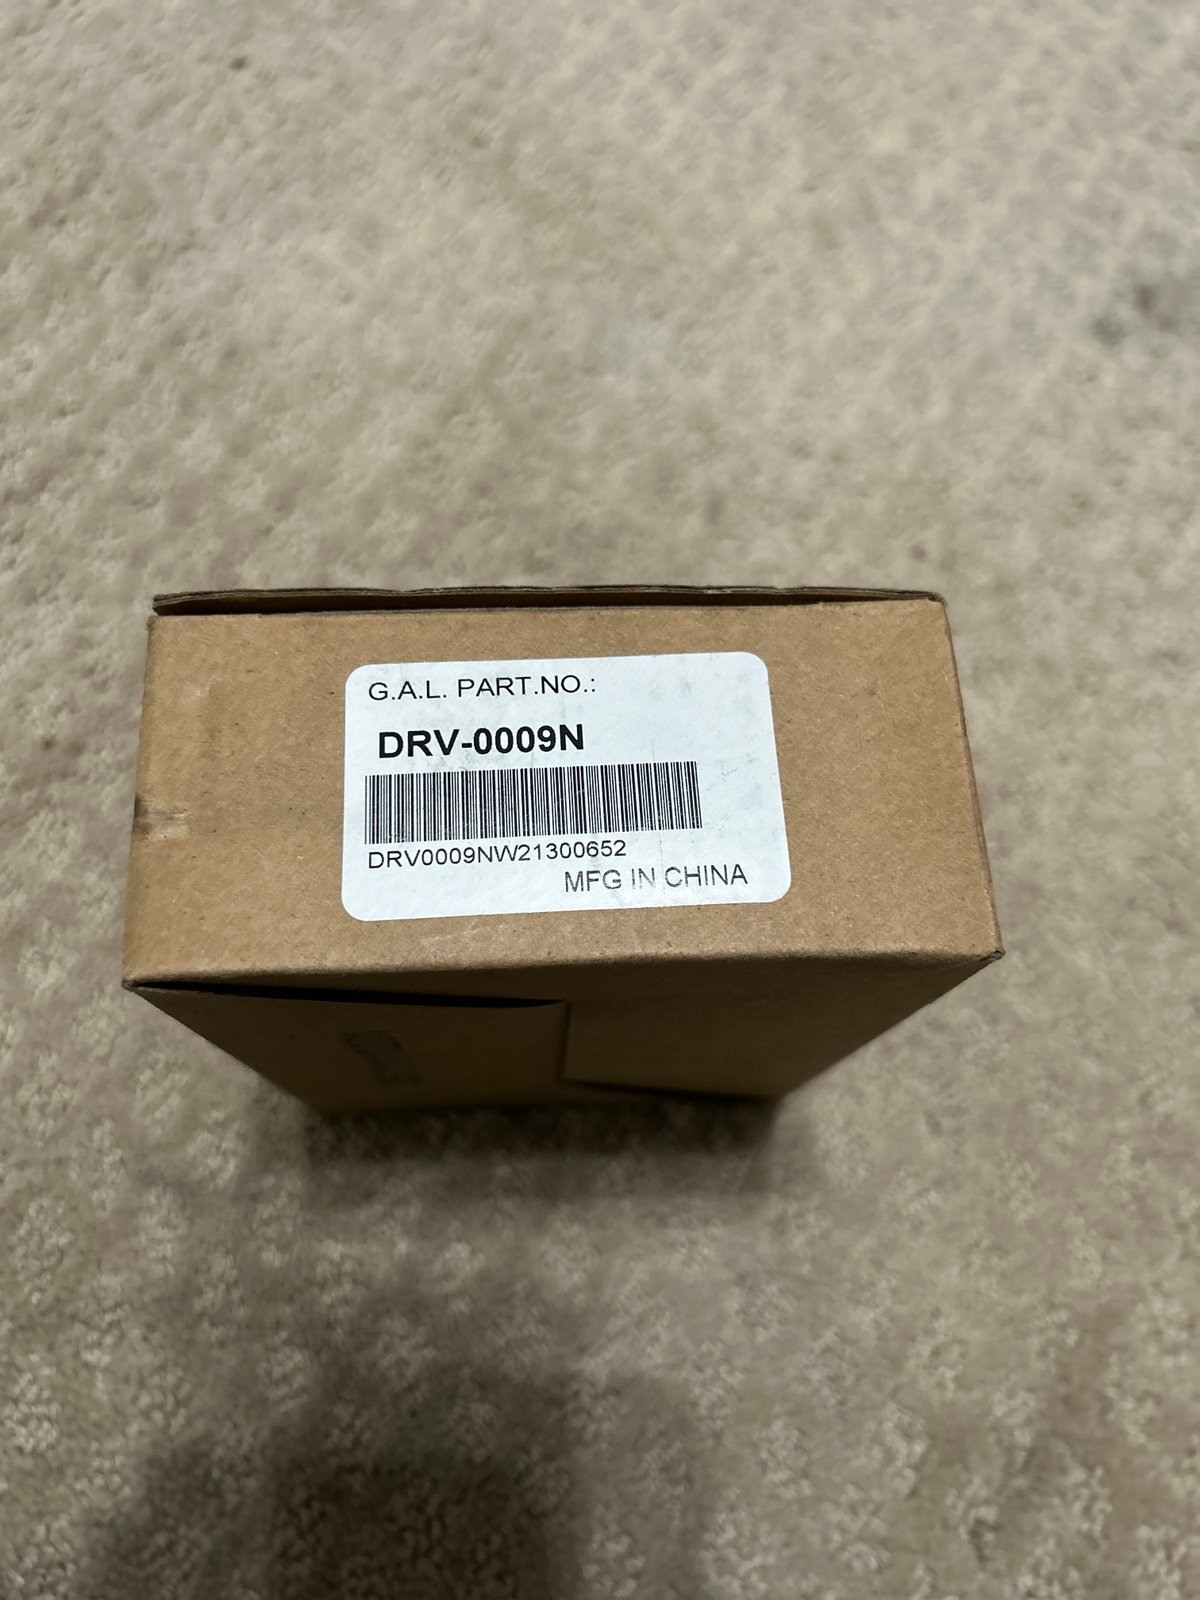 G.A.L. PART.NO.:
DRV-0009N
DRV0009NW21300652
MFG IN CHINA